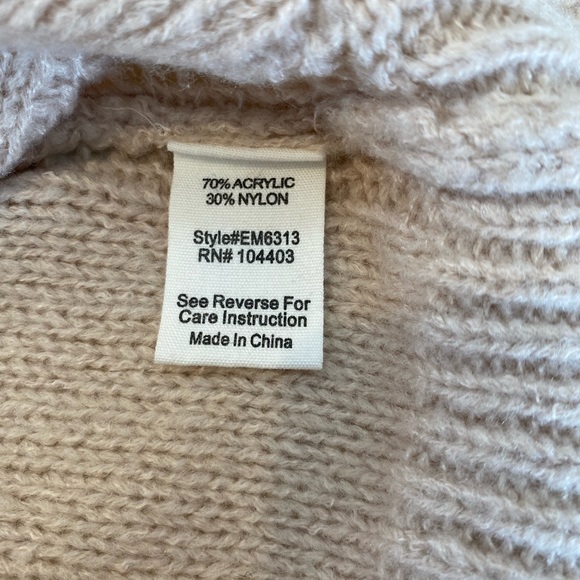 70% ACRYLIC
30% NYLON
Style#EM6313
RN# 104403
See Reverse For
Care Instruction
Made In China